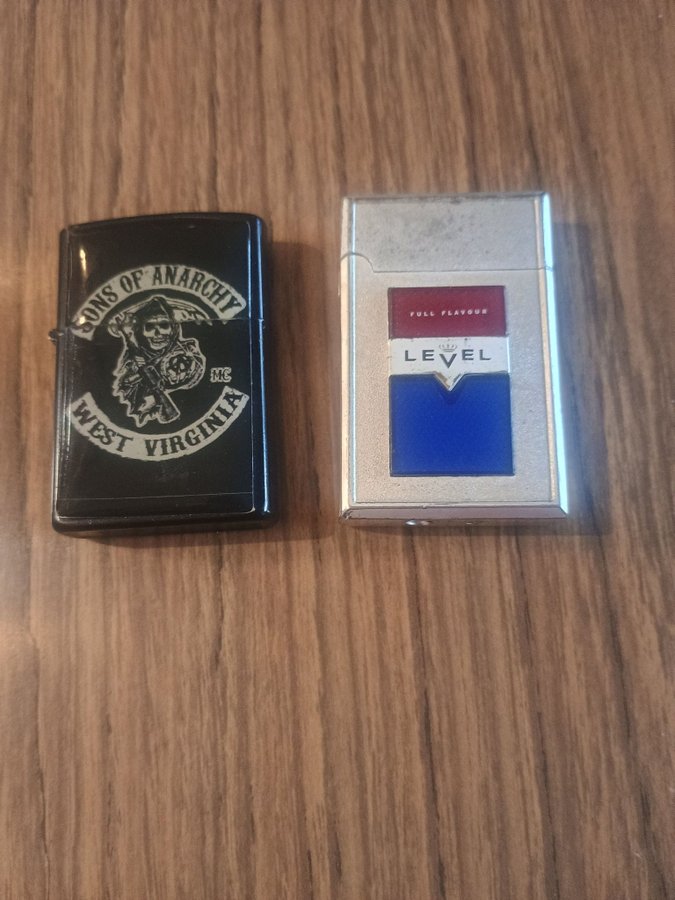 SONS OF ANARCHY
MC
WEST VIRGINIA
FULL FLAVOUR
LEVEL